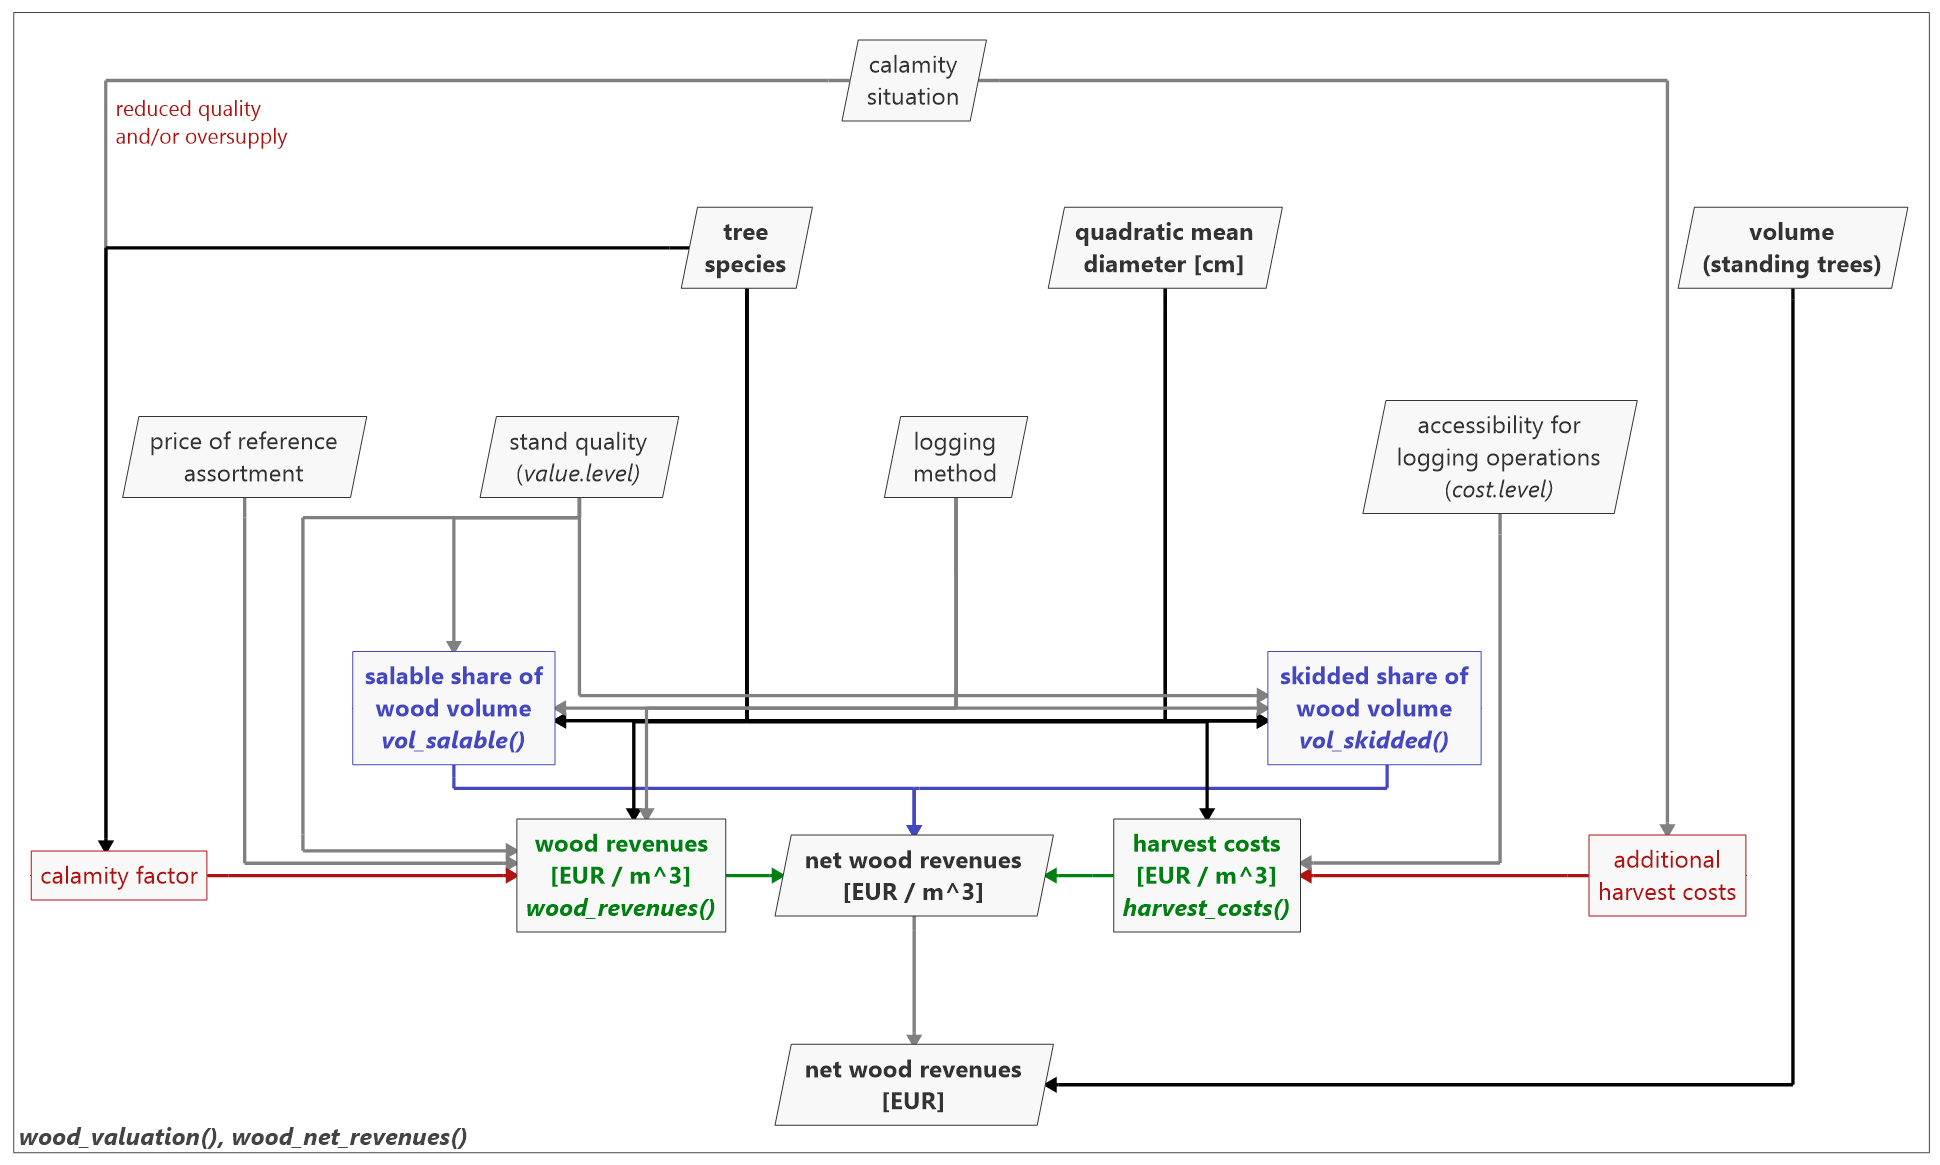 calamity
situation
reduced quality
and/or oversupply
tree
species
quadratic mean
diameter [cm]
volume
(standing trees)
price of reference
assortment
stand quality
(value.level)
logging
method
accessibility for
logging operations
(cost.level)
salable share of
wood volume
vol_salable()
skidded share of
wood volume
vol_skidded()
calamity factor
wood revenues
[EUR / m^3]
wood_revenues()
net wood revenues
[EUR / m^3]
harvest costs
[EUR / m^3]
harvest_costs()
additional
harvest costs
net wood revenues
[EUR]
wood_valuation(), wood_net_revenues()